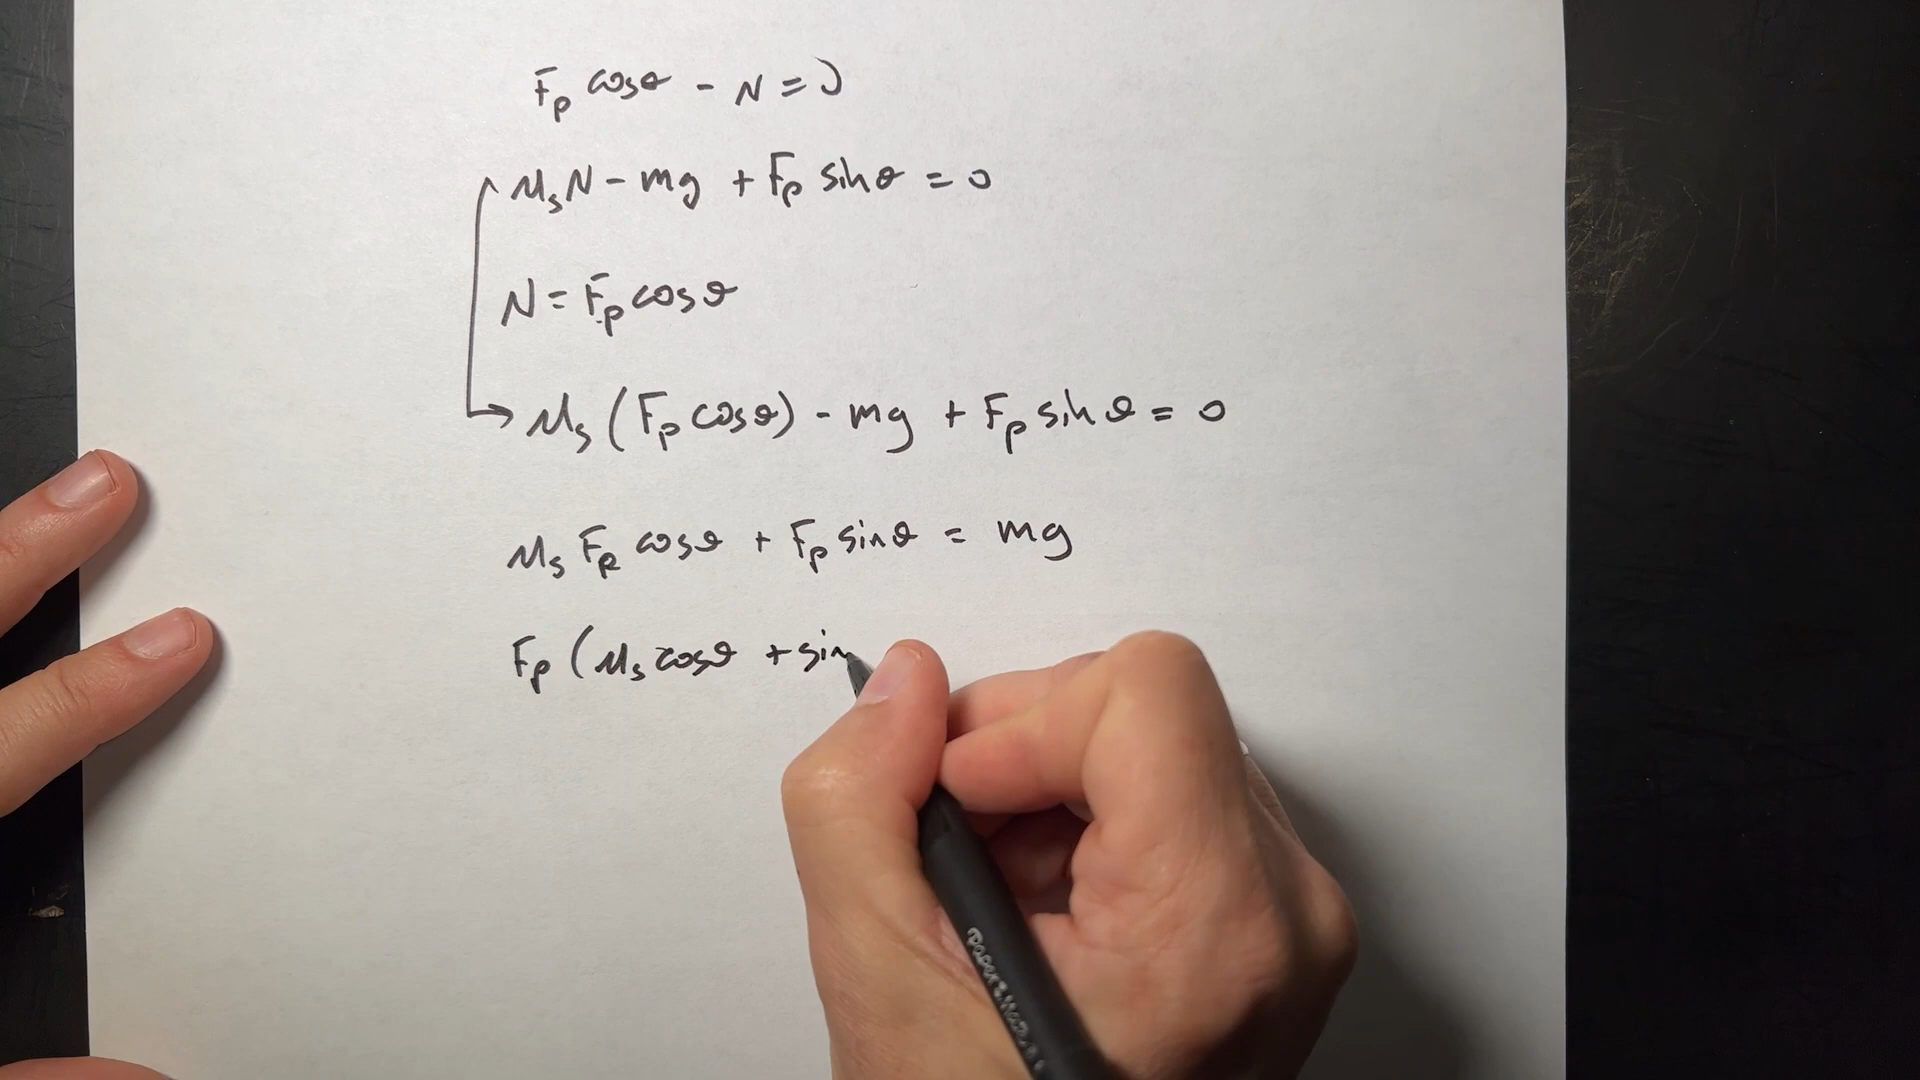 Fp cosθ - N = 0
μsN - mg + Fp sinθ = 0
N = Fp cosθ
μs (Fp cosθ) - mg + Fp sinθ = 0
μs Fp cosθ + Fp sinθ = mg
Fp (μs cosθ + sin
PaperMate